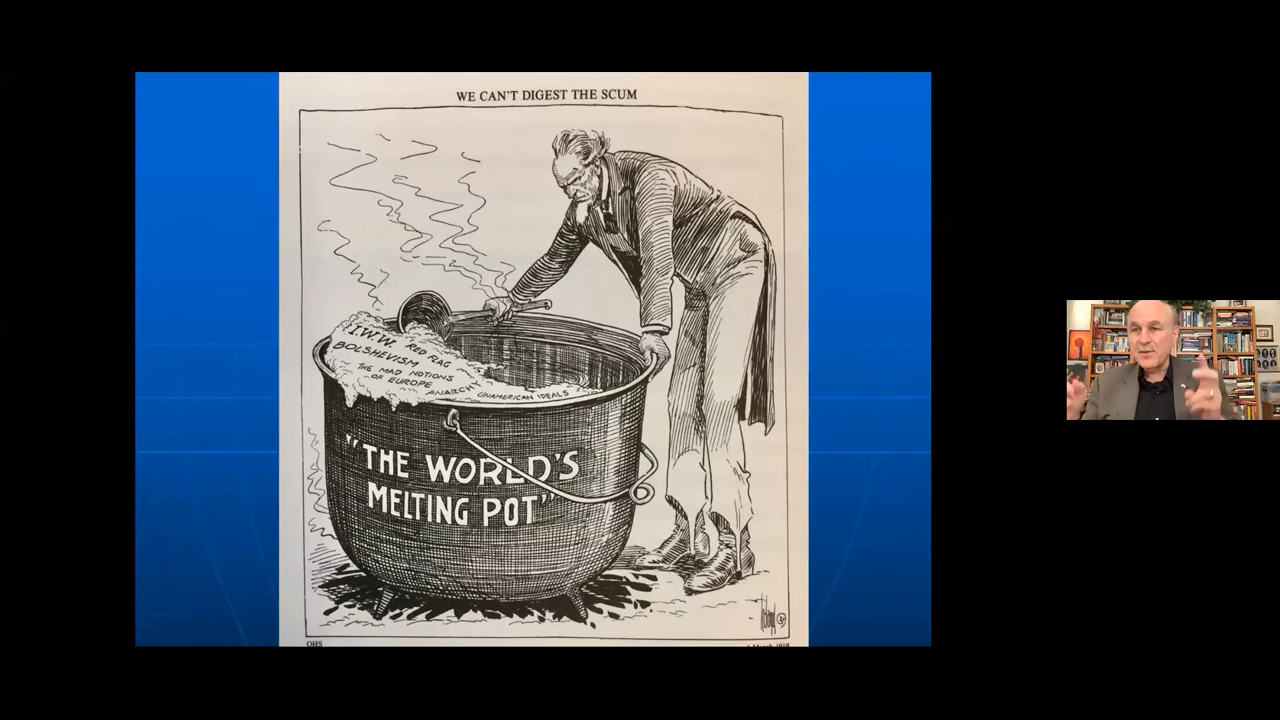 WE CAN'T DIGEST THE SCUM
I.W.W.
RED RAG
BOLSHEVISM
THE MAD NOTIONS
OF EUROPE
ANARCHY
UNAMERICAN IDEALS
"THE WORLD'S
MELTING POT"
OHS